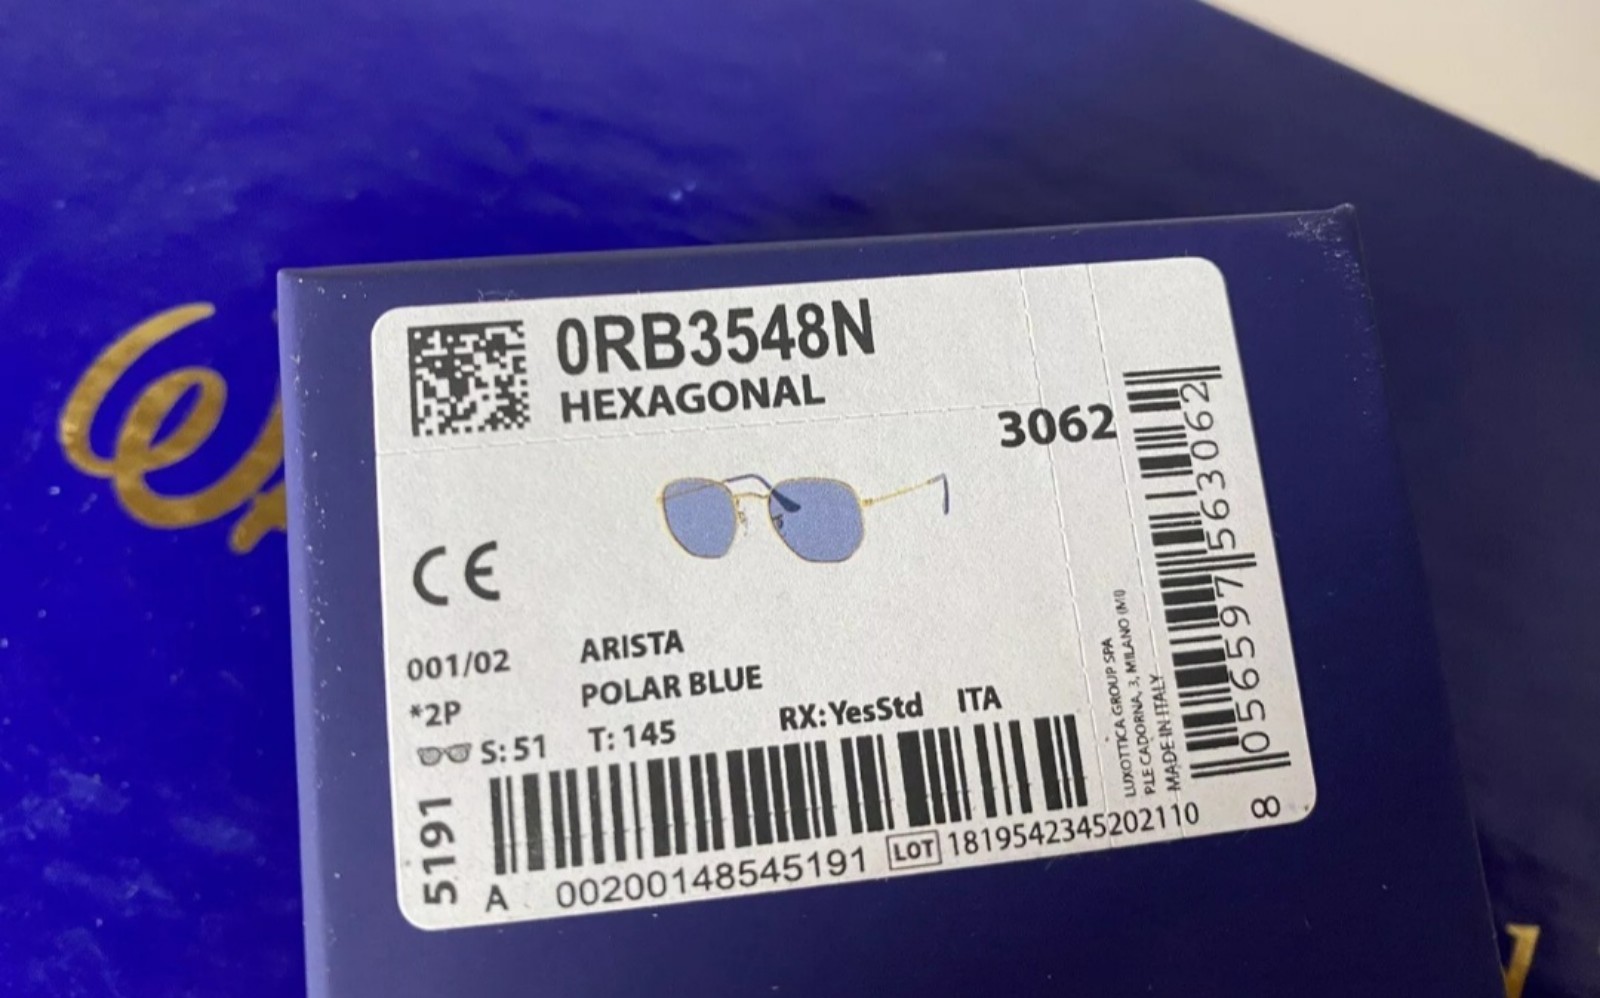 0RB3548N
HEXAGONAL
3062
CE
001/02 ARISTA
*2P POLAR BLUE
S: 51 T: 145 RX: YesStd ITA
5191
A 00200148545191 LOT 1819542345202110
LUXOTTICA GROUP SPA
P.LE CADORNA, 3, MILANO (MI)
MADE IN ITALY
8 056597 563062